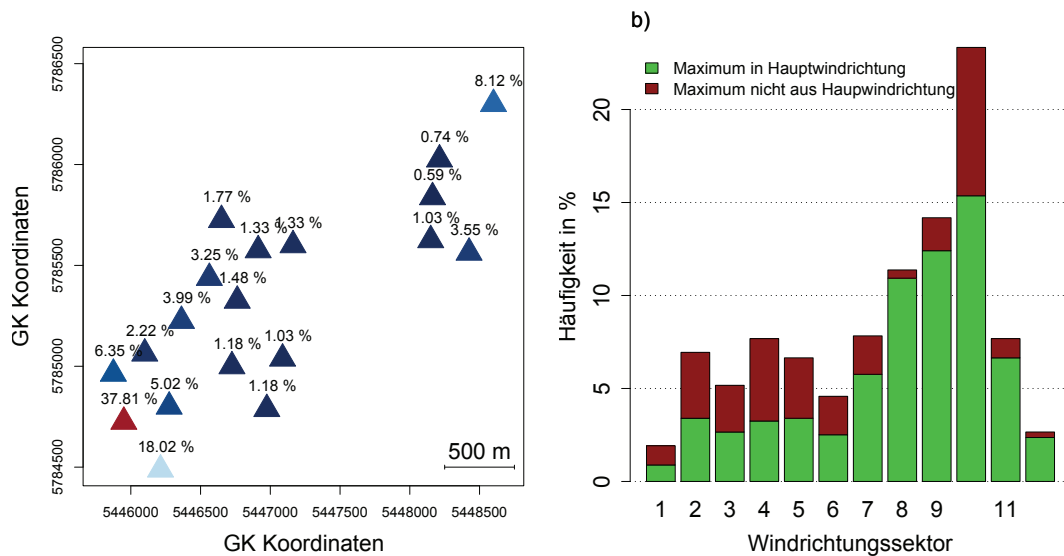 b)
5786500
5786000
5785500
5785000
5784500
GK Koordinaten
8.12 %
0.74 %
0.59 %
1.77 %
1.03 %
1.33 %
1.33 %
3.55 %
3.25 %
1.48 %
3.99 %
2.22 %
1.18 %
1.03 %
6.35 %
5.02 %
1.18 %
37.81 %
18.02 %
500 m
5446000 5446500 5447000 5447500 5448000 5448500
GK Koordinaten
Maximum in Hauptwindrichtung
Maximum nicht aus Haupwindrichtung
20
15
10
5
0
Häufigkeit in %
1 2 3 4 5 6 7 8 9 11
Windrichtungssektor